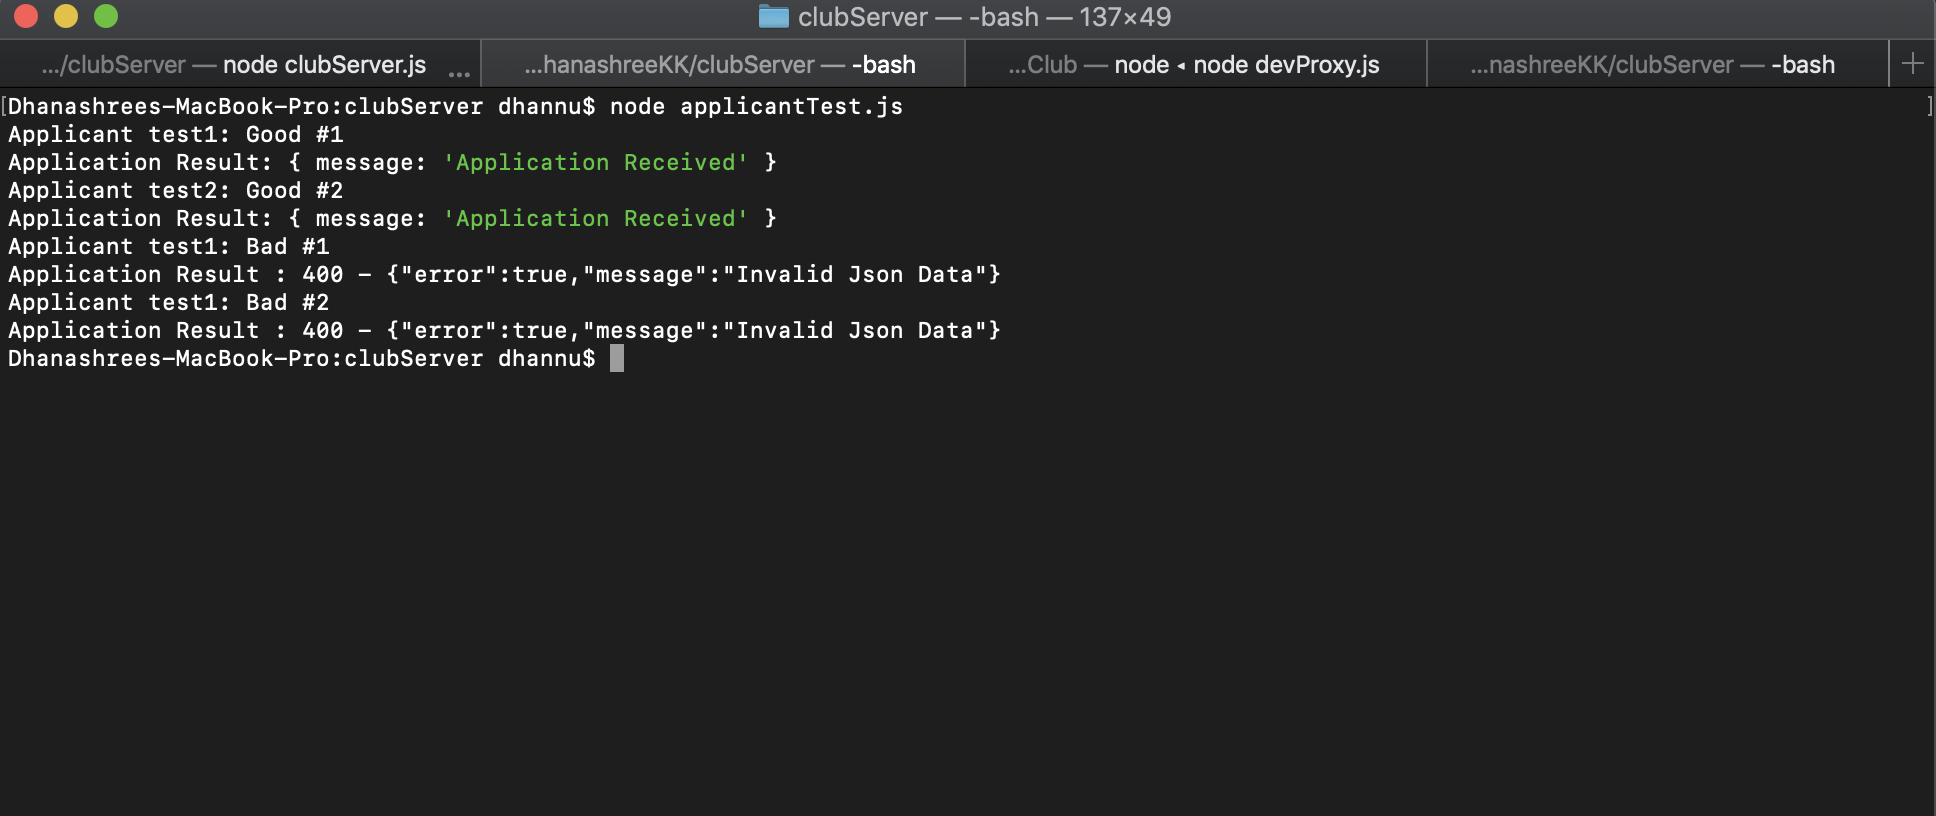 clubServer — -bash — 137×49
.../clubServer — node clubServer.js ...
...hanashreeKK/clubServer — -bash
...Club — node ◂ node devProxy.js
...nashreeKK/clubServer — -bash
+
[Dhanashrees-MacBook-Pro:clubServer dhannu$ node applicantTest.js ]
Applicant test1: Good #1
Application Result: { message: 'Application Received' }
Applicant test2: Good #2
Application Result: { message: 'Application Received' }
Applicant test1: Bad #1
Application Result : 400 - {"error":true,"message":"Invalid Json Data"}
Applicant test1: Bad #2
Application Result : 400 - {"error":true,"message":"Invalid Json Data"}
Dhanashrees-MacBook-Pro:clubServer dhannu$